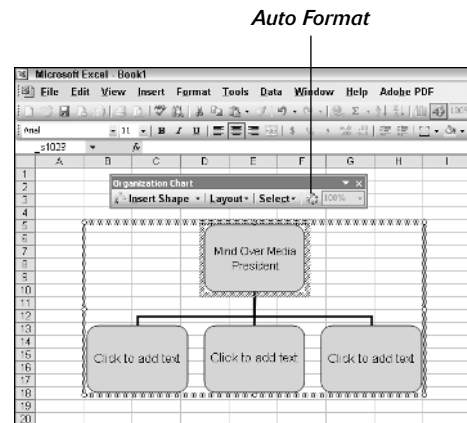 Auto Format
Microsoft Excel - Book1
File Edit View Insert Format Tools Data Window Help Adobe PDF
100%
Arial 11 B I U $ %
_s1029 fx
A B C D E F G H I
1
2
Organization Chart
3
Insert Shape Layout Select 100%
4
5
6
7
Mind Over Media
8
President
9
10
11
12
13
14
15
Click to add text Click to add text Click to add text
16
17
18
19
20